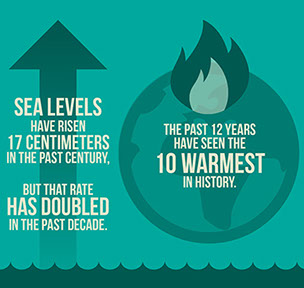 SEA LEVELS
HAVE RISEN
17 CENTIMETERS
IN THE PAST CENTURY,
BUT THAT RATE
HAS DOUBLED
IN THE PAST DECADE.
THE PAST 12 YEARS
HAVE SEEN THE
10 WARMEST
IN HISTORY.